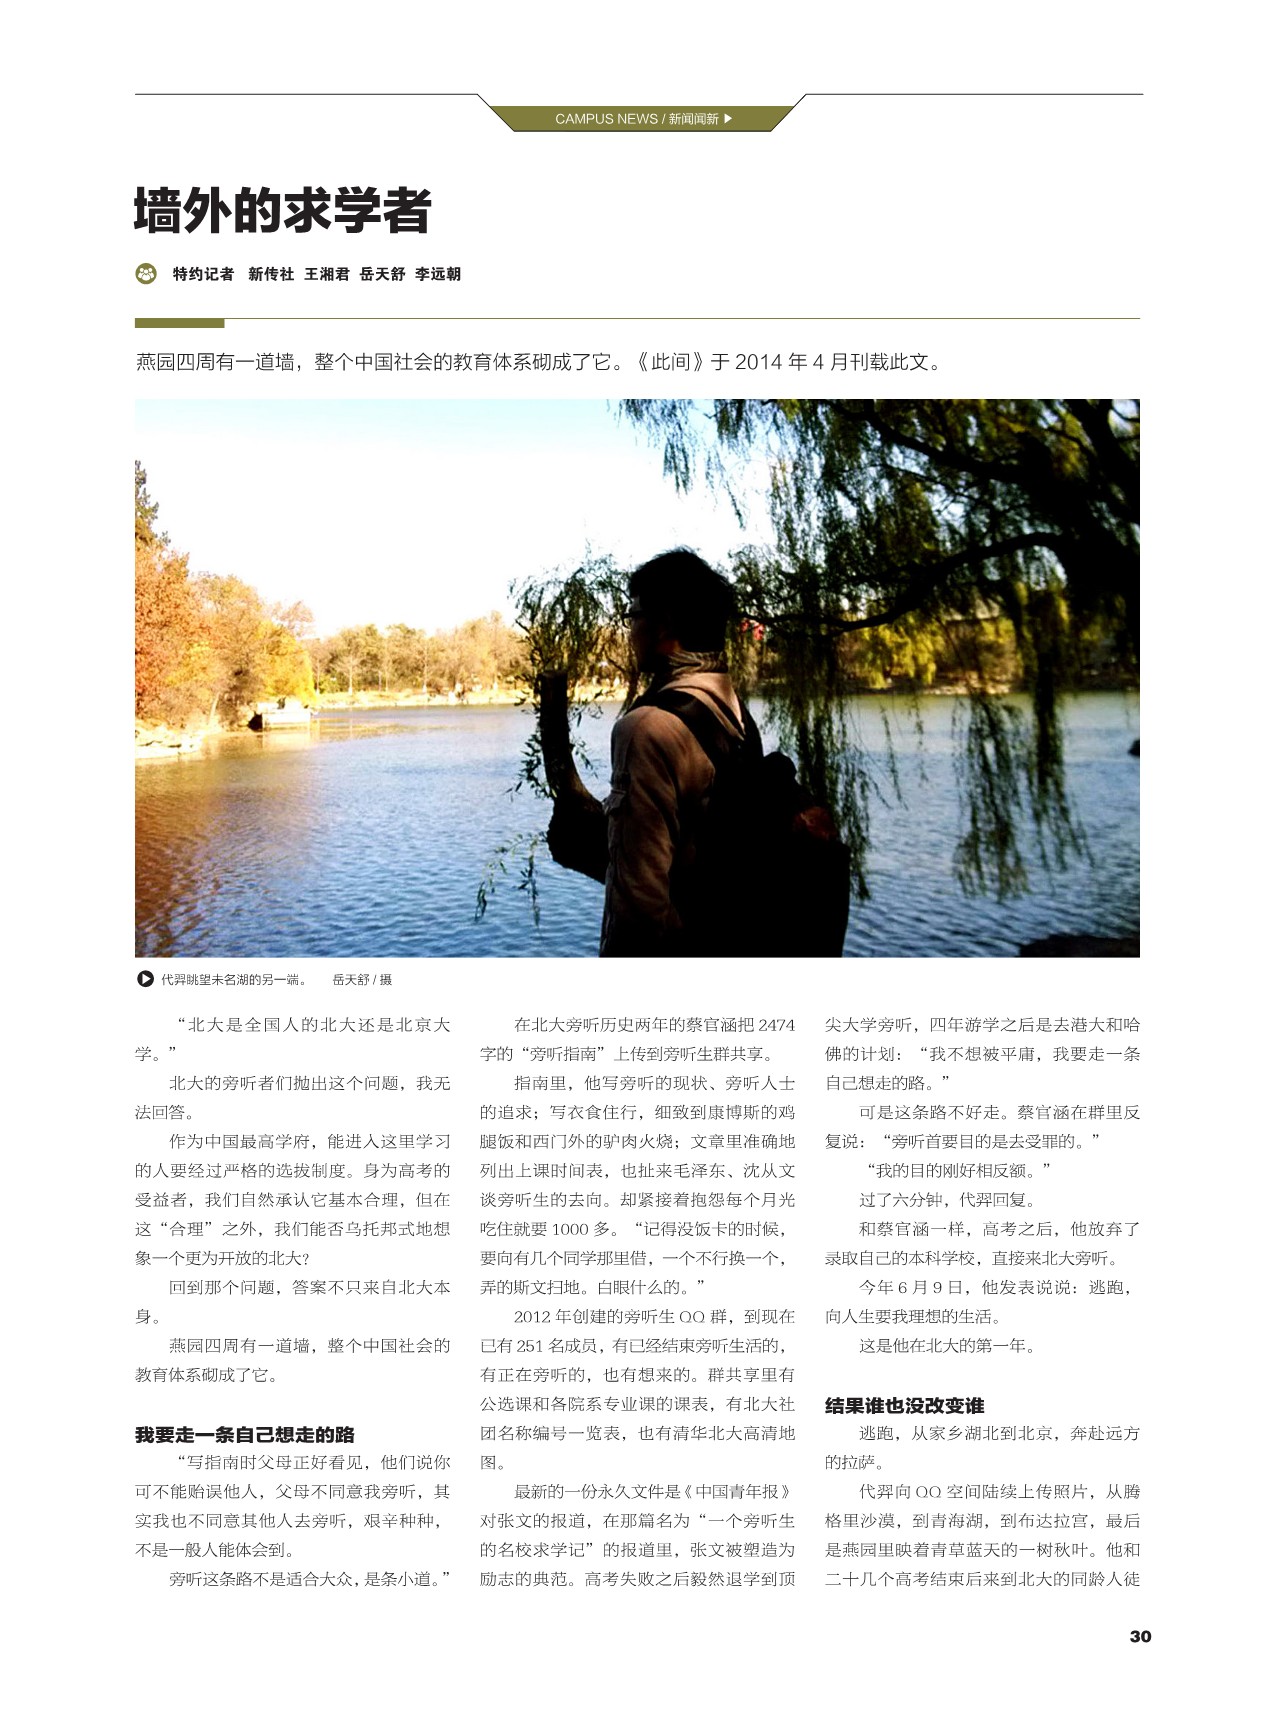 CAMPUS NEWS / 新闻闻新
墙外的求学者
特约记者 新传社 王湘君 岳天舒 李远朝
燕园四周有一道墙，整个中国社会的教育体系砌成了它。《此间》于 2014 年 4 月刊载此文。
代羿眺望未名湖的另一端。 岳天舒 / 摄
“北大是全国人的北大还是北京大
学。”
北大的旁听者们抛出这个问题，我无
法回答。
作为中国最高学府，能进入这里学习
的人要经过严格的选拔制度。身为高考的
受益者，我们自然承认它基本合理，但在
这“合理”之外，我们能否乌托邦式地想
象一个更为开放的北大?
回到那个问题，答案不只来自北大本
身。
燕园四周有一道墙，整个中国社会的
教育体系砌成了它。
我要走一条自己想走的路
“写指南时父母正好看见，他们说你
可不能贻误他人，父母不同意我旁听，其
实我也不同意其他人去旁听，艰辛种种，
不是一般人能体会到。
旁听这条路不是适合大众，是条小道。”
在北大旁听历史两年的蔡官涵把 2474
字的“旁听指南”上传到旁听生群共享。
指南里，他写旁听的现状、旁听人士
的追求；写衣食住行，细致到康博斯的鸡
腿饭和西门外的驴肉火烧；文章里准确地
列出上课时间表，也扯来毛泽东、沈从文
谈旁听生的去向。却紧接着抱怨每个月光
吃住就要 1000 多。“记得没饭卡的时候，
要向有几个同学那里借，一个不行换一个，
弄的斯文扫地。白眼什么的。”
2012 年创建的旁听生 QQ 群，到现在
已有 251 名成员，有已经结束旁听生活的，
有正在旁听的，也有想来的。群共享里有
公选课和各院系专业课的课表，有北大社
团名称编号一览表，也有清华北大高清地
图。
最新的一份永久文件是《中国青年报》
对张文的报道，在那篇名为“一个旁听生
的名校求学记”的报道里，张文被塑造为
励志的典范。高考失败之后毅然退学到顶
尖大学旁听，四年游学之后是去港大和哈
佛的计划：“我不想被平庸，我要走一条
自己想走的路。”
可是这条路不好走。蔡官涵在群里反
复说：“旁听首要目的是去受罪的。”
“我的目的刚好相反额。”
过了六分钟，代羿回复。
和蔡官涵一样，高考之后，他放弃了
录取自己的本科学校，直接来北大旁听。
今年 6 月 9 日，他发表说说：逃跑，
向人生要我理想的生活。
这是他在北大的第一年。
结果谁也没改变谁
逃跑，从家乡湖北到北京，奔赴远方
的拉萨。
代羿向 QQ 空间陆续上传照片，从腾
格里沙漠，到青海湖，到布达拉宫，最后
是燕园里映着青草蓝天的一树秋叶。他和
二十几个高考结束后来到北大的同龄人徒
30